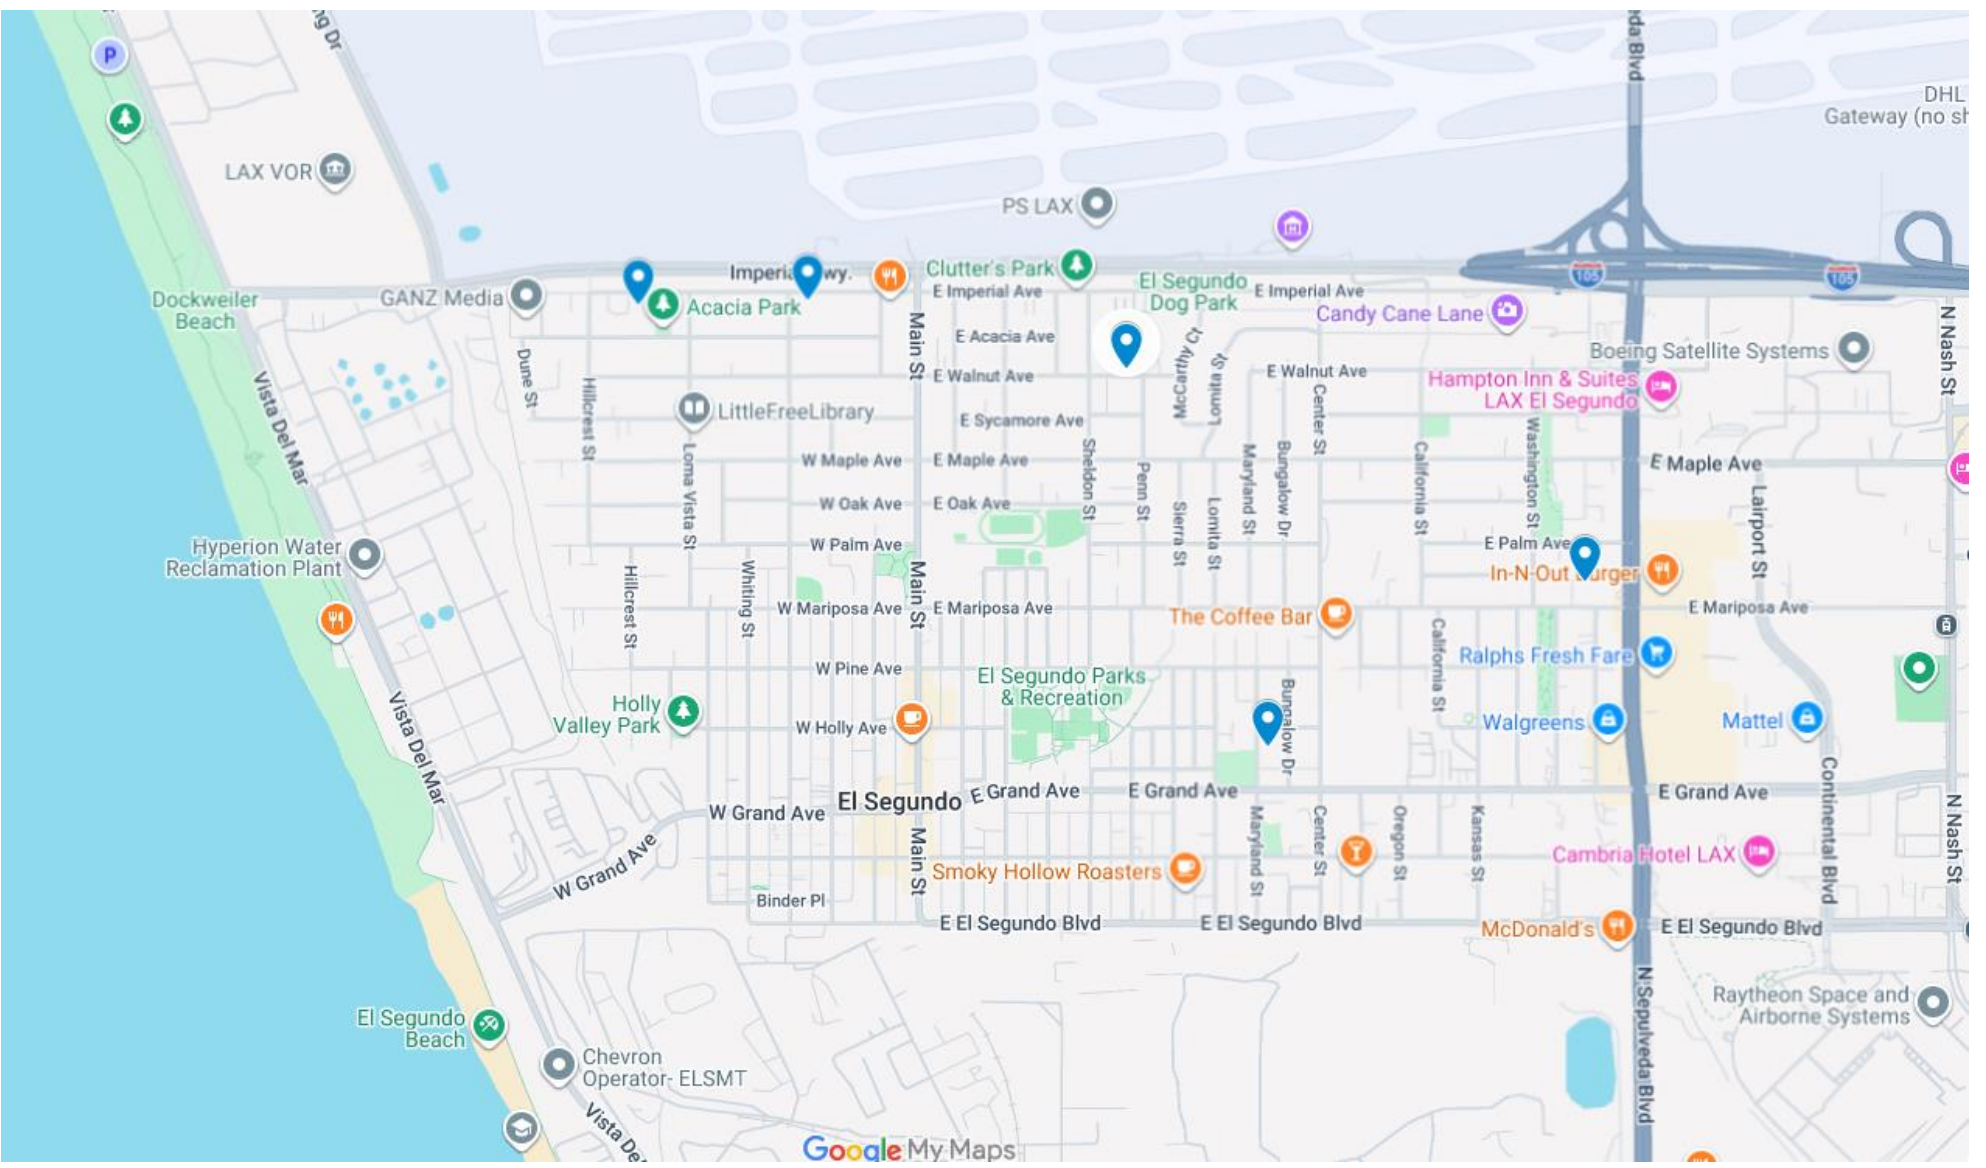 ng Dr
da Blvd
P
DHL
Gateway (no sh
LAX VOR
PS LAX
Clutter's Park
Imperia
wy.
105
105
El Segundo
Dog Park
E Imperial Ave
E Imperial Ave
Dockweiler
Beach
GANZ Media
Acacia Park
Candy Cane Lane
Main St
E Acacia Ave
McCarthy Ct
Lomita St
N Nash St
Boeing Satellite Systems
Dune St
E Walnut Ave
E Walnut Ave
Hampton Inn & Suites
LAX El Segundo
Vista Del Mar
Hillcrest St
LittleFreeLibrary
E Sycamore Ave
Center St
Loma Vista St
W Maple Ave
E Maple Ave
Sheldon St
Penn St
Maryland St
Bungalow Dr
California St
Washington St
E Maple Ave
W Oak Ave
E Oak Ave
Sierra St
Lomita St
Lairport St
Hyperion Water
Reclamation Plant
W Palm Ave
E Palm Ave
In-N-Out Burger
Hillcrest St
Whiting St
Main St
W Mariposa Ave
E Mariposa Ave
The Coffee Bar
E Mariposa Ave
California St
Ralphs Fresh Fare
W Pine Ave
El Segundo Parks
& Recreation
Bungalow Dr
Holly
Valley Park
Vista Del Mar
W Holly Ave
Walgreens
Mattel
Continental Blvd
El Segundo
E Grand Ave
E Grand Ave
E Grand Ave
W Grand Ave
N Nash St
Main St
Maryland St
Center St
Oregon St
Kansas St
W Grand Ave
Smoky Hollow Roasters
Cambria Hotel LAX
Binder Pl
E El Segundo Blvd
E El Segundo Blvd
McDonald's
E El Segundo Blvd
N Sepulveda Blvd
Raytheon Space and
Airborne Systems
El Segundo
Beach
Chevron
Operator- ELSMT
Vista De
Google My Maps